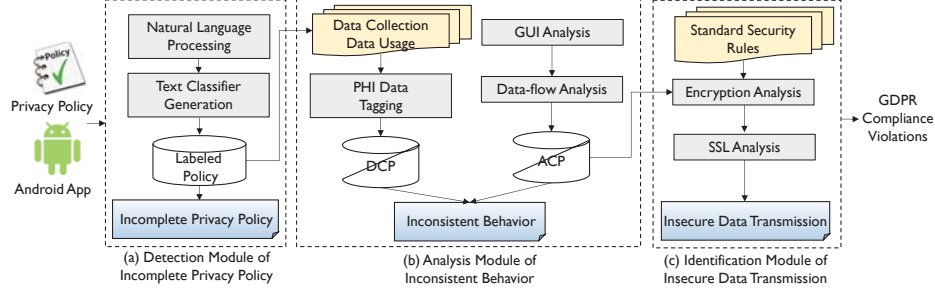 Policy
Privacy Policy
Android App
Natural Language
Processing
Text Classifier
Generation
Labeled
Policy
Incomplete Privacy Policy
(a) Detection Module of
Incomplete Privacy Policy
Data Collection
Data Usage
PHI Data
Tagging
DCP
GUI Analysis
Data-flow Analysis
ACP
Inconsistent Behavior
(b) Analysis Module of
Inconsistent Behavior
Standard Security
Rules
Encryption Analysis
SSL Analysis
Insecure Data Transmission
(c) Identification Module of
Insecure Data Transmission
GDPR
Compliance
Violations